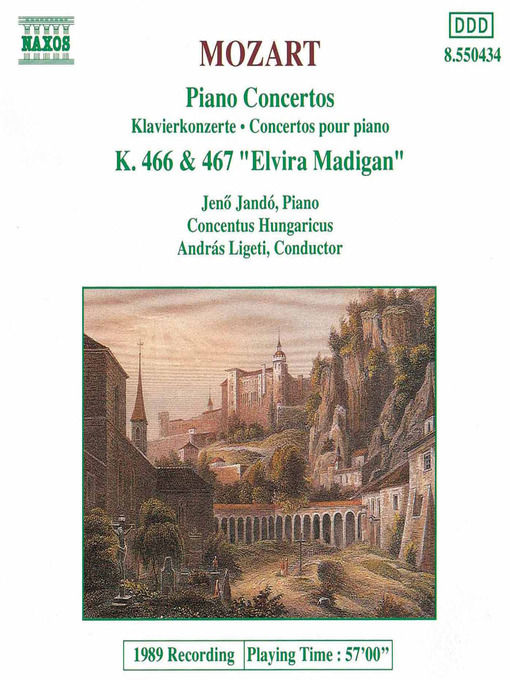 NAXOS
DDD
8.550434
MOZART
Piano Concertos
Klavierkonzerte • Concertos pour piano
K. 466 & 467 "Elvira Madigan"
Jenő Jandó, Piano
Concentus Hungaricus
András Ligeti, Conductor
1989 Recording
Playing Time : 57'00"